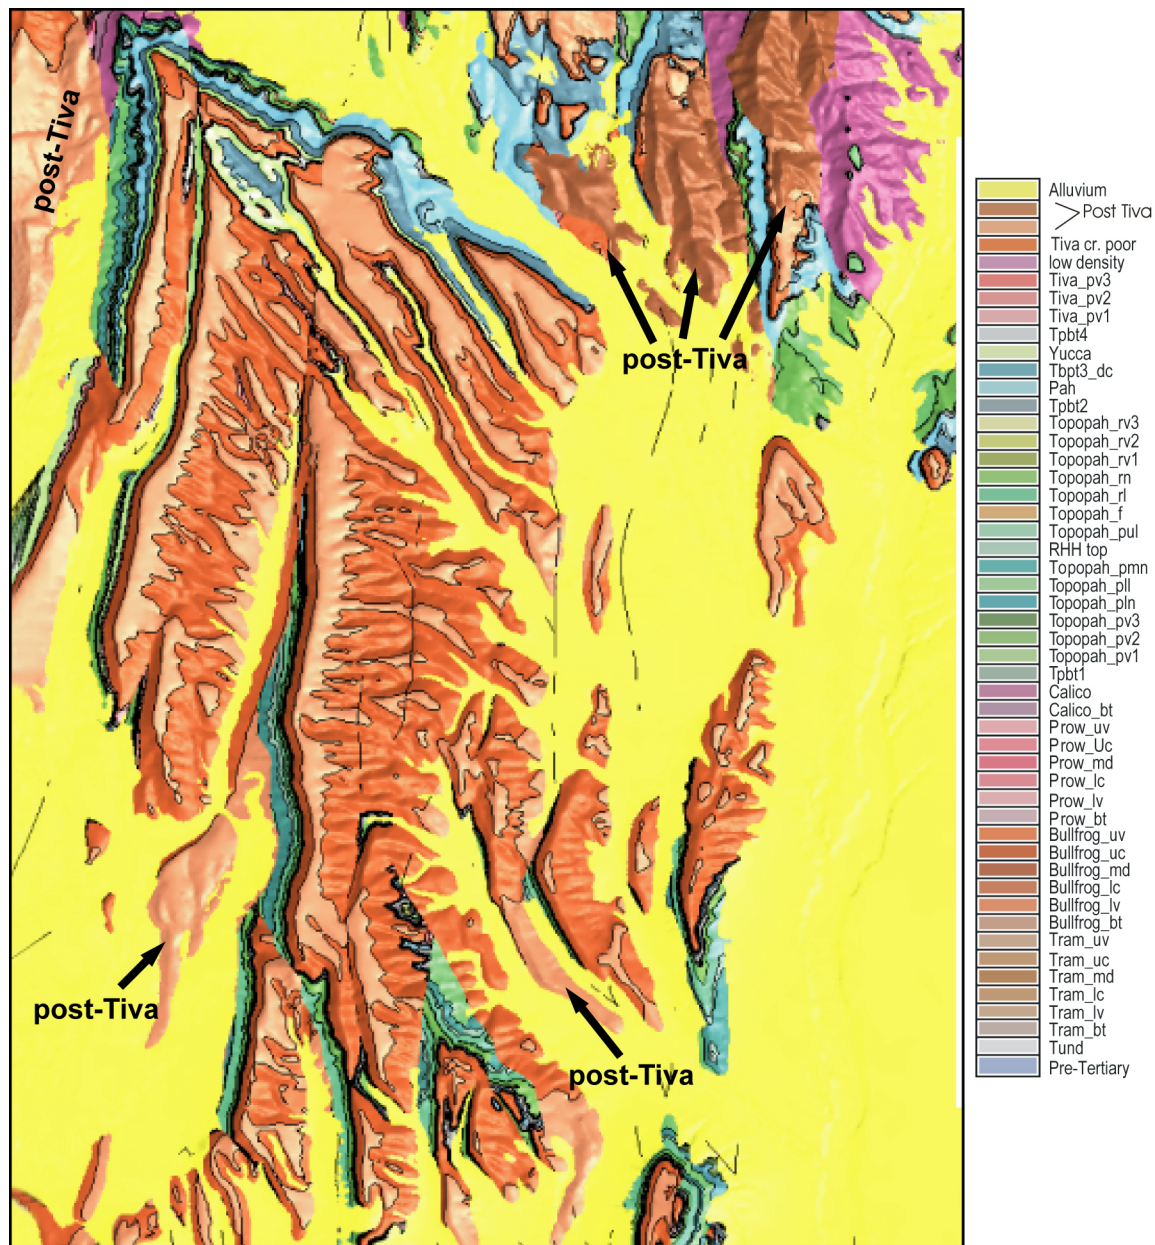 post-Tiva
post-Tiva
post-Tiva
post-Tiva
Alluvium
Post Tiva
Tiva cr. poor
low density
Tiva_pv3
Tiva_pv2
Tiva_pv1
Tpbt4
Yucca
Tbpt3_dc
Pah
Tpbt2
Topopah_rv3
Topopah_rv2
Topopah_rv1
Topopah_rn
Topopah_rl
Topopah_f
Topopah_pul
RHH top
Topopah_pmn
Topopah_pll
Topopah_pln
Topopah_pv3
Topopah_pv2
Topopah_pv1
Tpbt1
Calico
Calico_bt
Prow_uv
Prow_Uc
Prow_md
Prow_lc
Prow_lv
Prow_bt
Bullfrog_uv
Bullfrog_uc
Bullfrog_md
Bullfrog_lc
Bullfrog_lv
Bullfrog_bt
Tram_uv
Tram_uc
Tram_md
Tram_lc
Tram_lv
Tram_bt
Tund
Pre-Tertiary